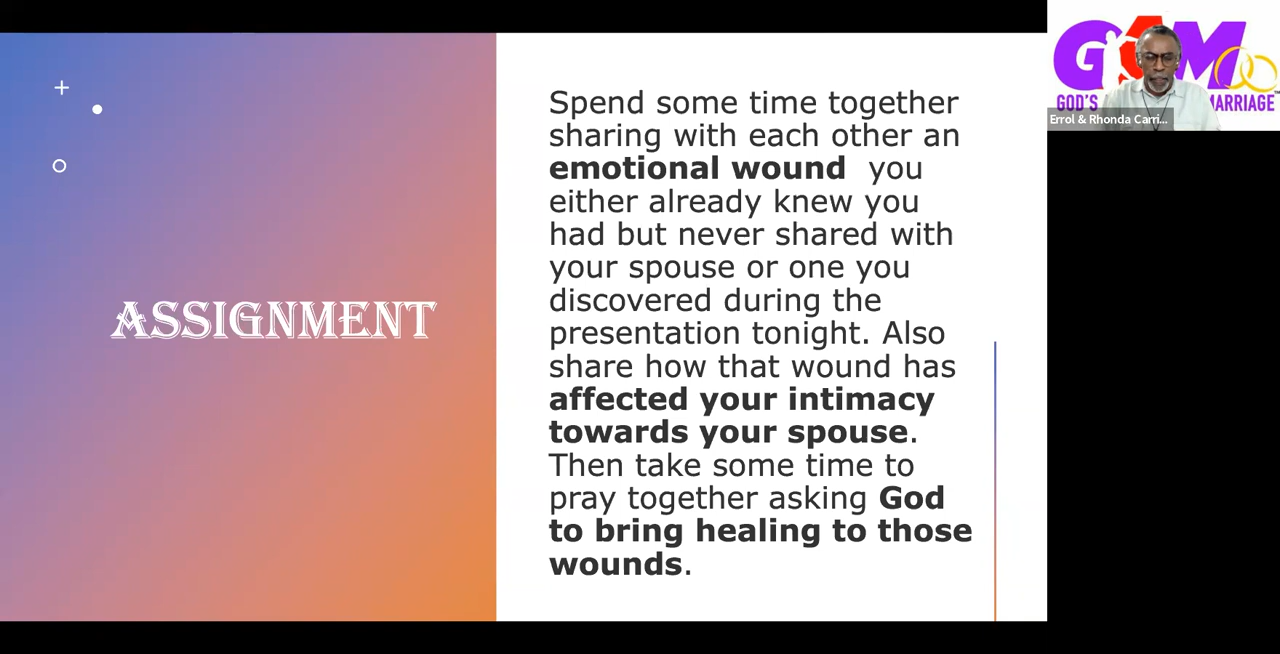 ASSIGNMENT
Spend some time together
sharing with each other an
emotional wound you
either already knew you
had but never shared with
your spouse or one you
discovered during the
presentation tonight. Also
share how that wound has
affected your intimacy
towards your spouse.
Then take some time to
pray together asking God
to bring healing to those
wounds.
G M
GOD'S MARRIAGE
Errol & Rhonda Carri...